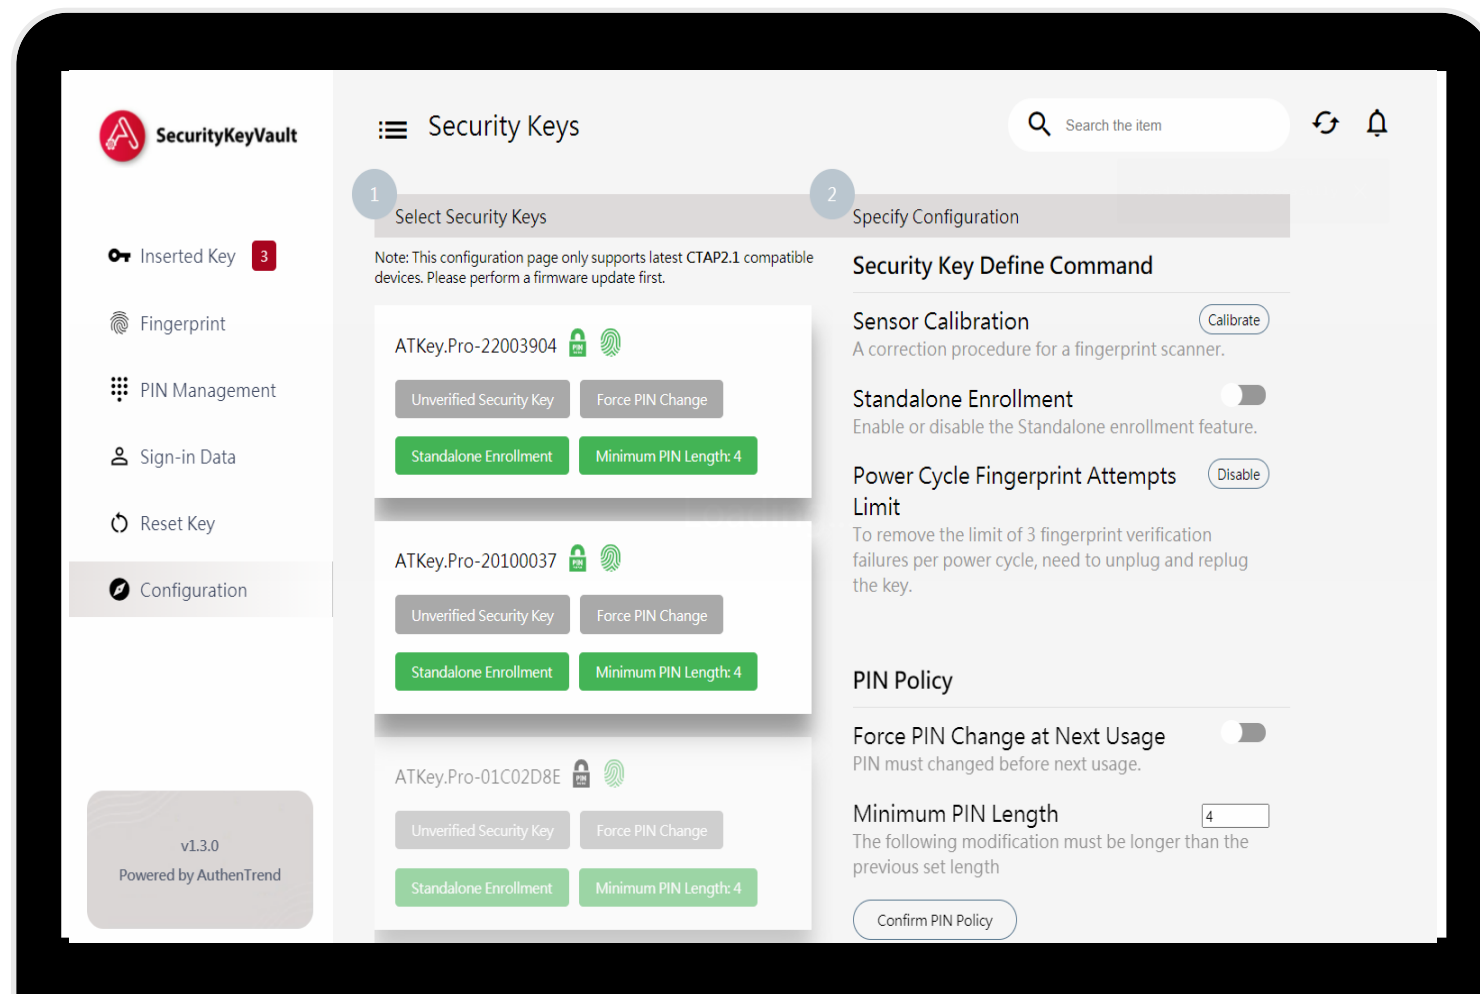 SecurityKeyVault
Security Keys
Search the item
Inserted Key 3
Fingerprint
PIN Management
Sign-in Data
Reset Key
Configuration
v1.3.0
Powered by AuthenTrend
1
Select Security Keys
Note: This configuration page only supports latest CTAP2.1 compatible
devices. Please perform a firmware update first.
ATKey.Pro-22003904
PIN
Unverified Security Key
Force PIN Change
Standalone Enrollment
Minimum PIN Length: 4
ATKey.Pro-20100037
PIN
Unverified Security Key
Force PIN Change
Standalone Enrollment
Minimum PIN Length: 4
ATKey.Pro-01C02D8E
PIN
Unverified Security Key
Force PIN Change
Standalone Enrollment
Minimum PIN Length: 4
2
Specify Configuration
Security Key Define Command
Sensor Calibration
Calibrate
A correction procedure for a fingerprint scanner.
Standalone Enrollment
Enable or disable the Standalone enrollment feature.
Power Cycle Fingerprint Attempts
Limit
Disable
To remove the limit of 3 fingerprint verification
failures per power cycle, need to unplug and replug
the key.
PIN Policy
Force PIN Change at Next Usage
PIN must changed before next usage.
Minimum PIN Length
4
The following modification must be longer than the
previous set length
Confirm PIN Policy